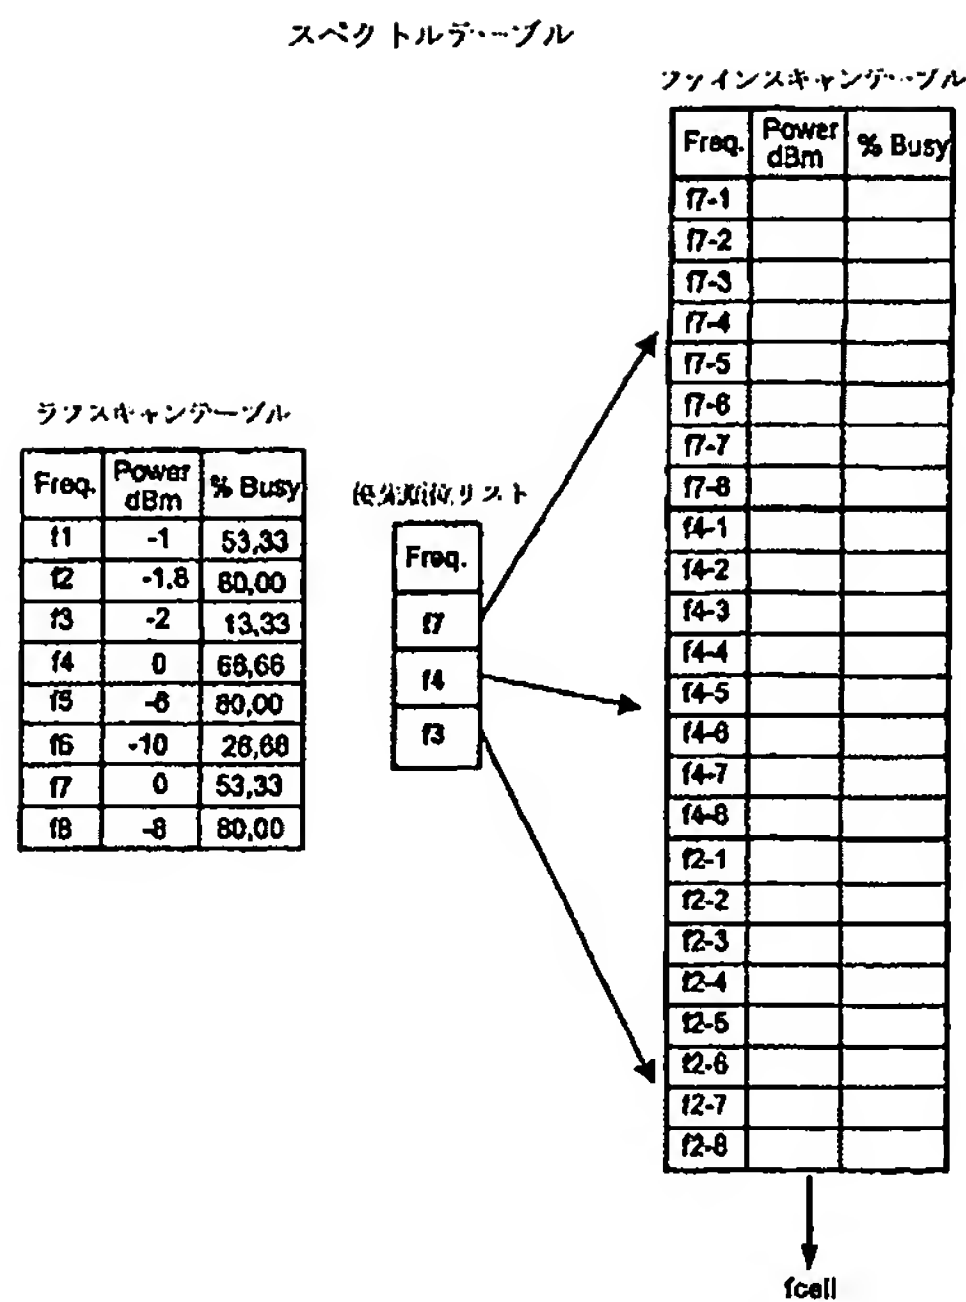 スペクトルテーブル
ファインスキャンテーブル
Freq. Power dBm % Busy
f7-1
f7-2
f7-3
f7-4
f7-5
f7-6
f7-7
f7-8
f4-1
f4-2
f4-3
f4-4
f4-5
f4-6
f4-7
f4-8
f2-1
f2-2
f2-3
f2-4
f2-5
f2-6
f2-7
f2-8
fcell
ラフスキャンテーブル
Freq. Power dBm % Busy
f1 -1 53,33
f2 -1.8 80,00
f3 -2 13,33
f4 0 66,66
f5 -6 80,00
f6 -10 26,66
f7 0 53,33
f8 -8 80,00
優先順位リスト
Freq.
f7
f4
f3